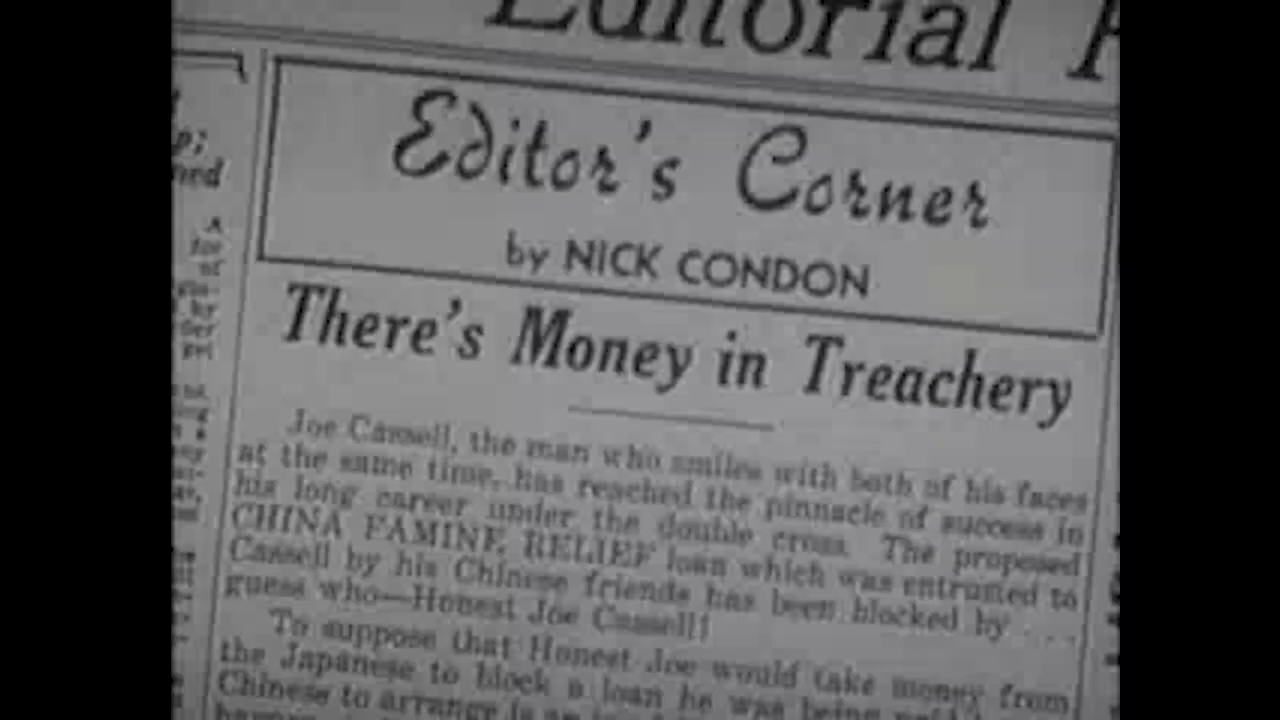 Editorial
Editor's Corner
by NICK CONDON
There's Money in Treachery
Joe Cassell, the man who smiles with both of his faces
at the same time, has reached the pinnacle of success in
his long career under the double cross. The proposed
CHINA FAMINE RELIEF loan which was entrusted to
Cassell by his Chinese friends has been blocked by . . . .
guess who—Honest Joe Cassell!
To suppose that Honest Joe would take money from
the Japanese to block a loan he was being paid
Chinese to arrange is an